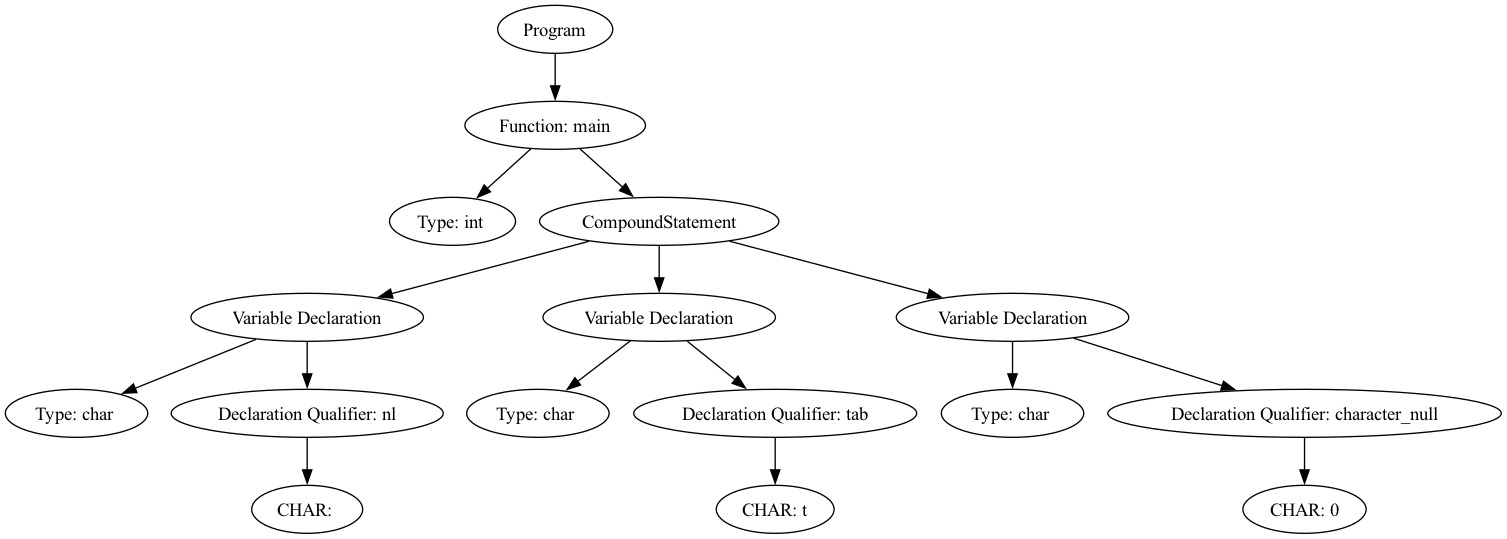 Program
Function: main
Type: int
CompoundStatement
Variable Declaration
Variable Declaration
Variable Declaration
Type: char
Declaration Qualifier: nl
Type: char
Declaration Qualifier: tab
Type: char
Declaration Qualifier: character_null
CHAR:
CHAR: t
CHAR: 0